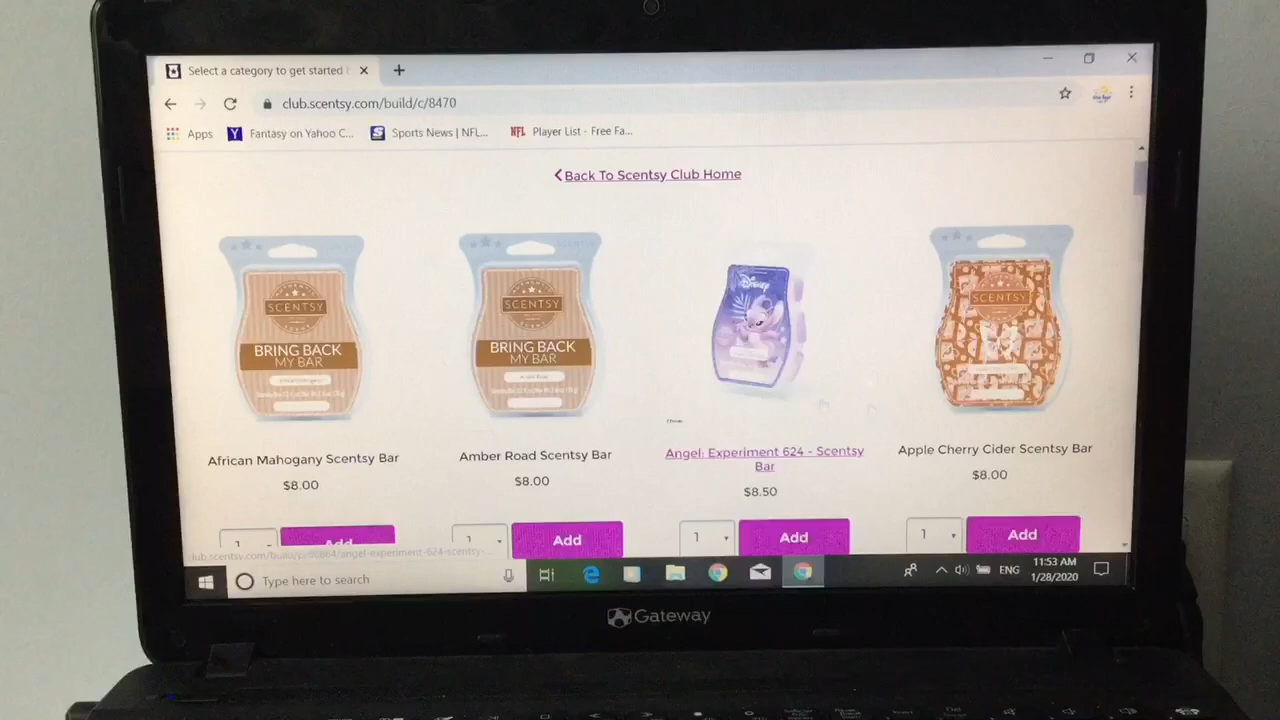 Select a category to get started
club.scentsy.com/build/c/8470
Apps
Fantasy on Yahoo C...
Sports News | NFL...
NFL
Player List - Free Fa...
Back To Scentsy Club Home
SCENTSY
BRING BACK
MY BAR
SCENTSY
BRING BACK
MY BAR
Disney
SCENTSY
African Mahogany Scentsy Bar
$8.00
Amber Road Scentsy Bar
$8.00
Angel: Experiment 624 - Scentsy
Bar
$8.50
Apple Cherry Cider Scentsy Bar
$8.00
1
Add
1
Add
1
Add
1
Add
Type here to search
ENG
11:53 AM
1/28/2020
Gateway